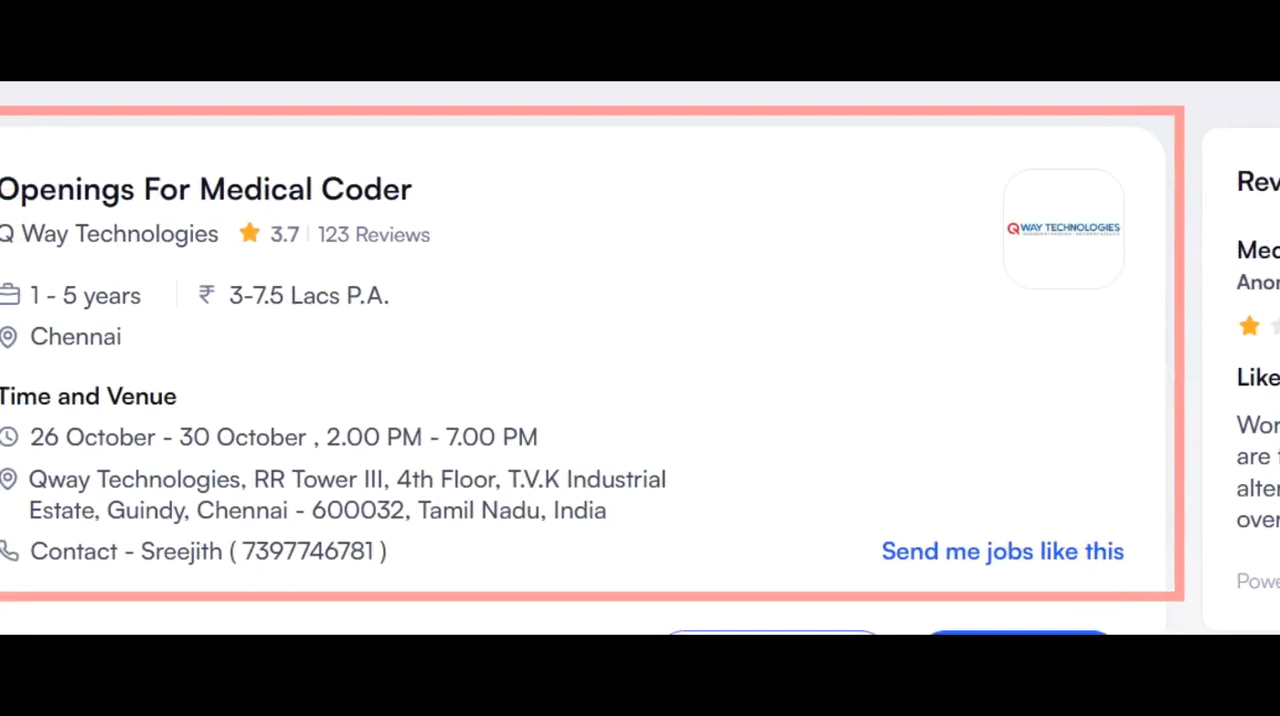 Openings For Medical Coder
Q Way Technologies 3.7 123 Reviews
QWAY TECHNOLOGIES
1 - 5 years ₹ 3-7.5 Lacs P.A.
Chennai
Time and Venue
26 October - 30 October , 2.00 PM - 7.00 PM
Qway Technologies, RR Tower III, 4th Floor, T.V.K Industrial
Estate, Guindy, Chennai - 600032, Tamil Nadu, India
Contact - Sreejith ( 7397746781 )
Send me jobs like this
Rev
Med
Anon
Like
Wor
are
alter
over
Powe